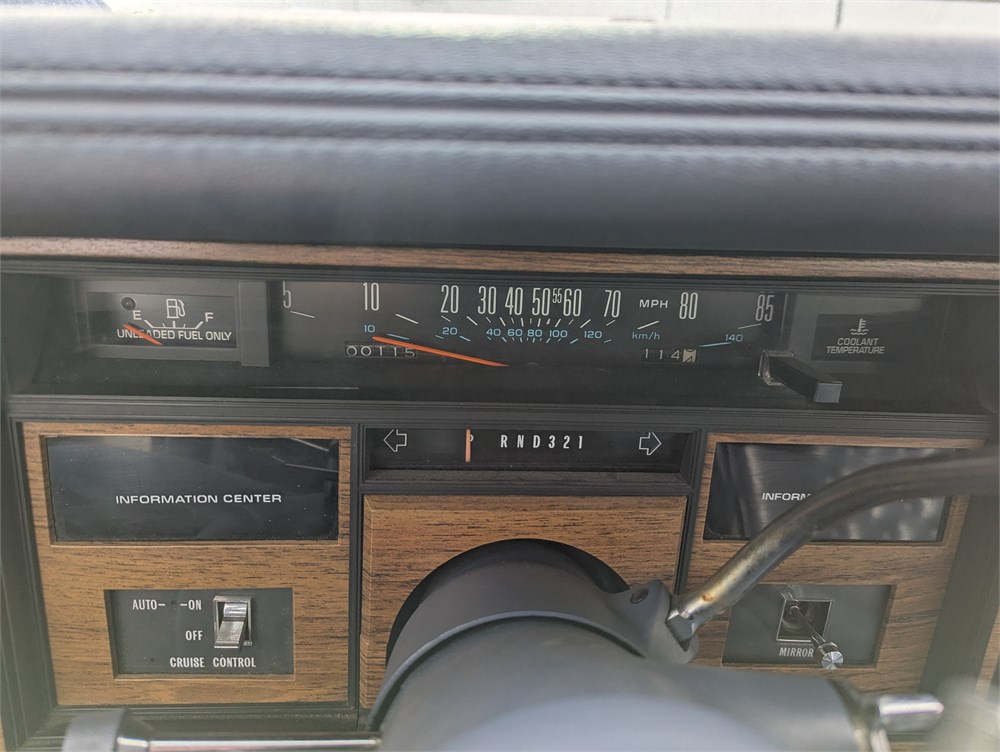 E F
UNLEADED FUEL ONLY
5 10 20 30 40 50 55 60 70 MPH 80 85
10 20 40 60 80 100 120 km/h 140
00115
114
COOLANT
TEMPERATURE
P R N D 3 2 1
INFORMATION CENTER
INFORM
AUTO- -ON
OFF
CRUISE CONTROL
MIRROR